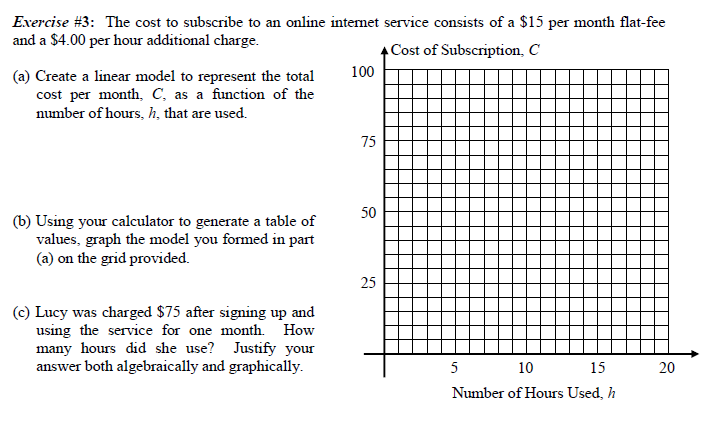 Exercise #3: The cost to subscribe to an online internet service consists of a $15 per month flat-fee
and a $4.00 per hour additional charge.
(a) Create a linear model to represent the total
cost per month, C, as a function of the
number of hours, h, that are used.
(b) Using your calculator to generate a table of
values, graph the model you formed in part
(a) on the grid provided.
(c) Lucy was charged $75 after signing up and
using the service for one month. How
many hours did she use? Justify your
answer both algebraically and graphically.
Cost of Subscription, C
100
75
50
25
5 10 15 20
Number of Hours Used, h